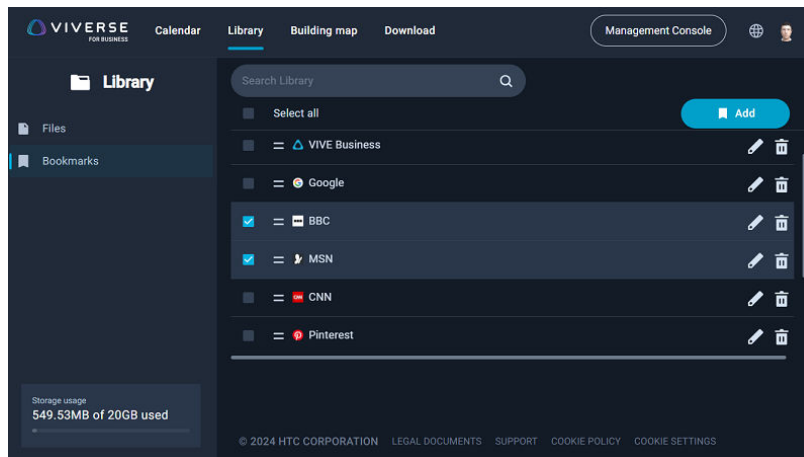 VIVERSE
FOR BUSINESS
Calendar
Library
Building map
Download
Management Console
Library
Files
Bookmarks
Storage usage
549.53MB of 20GB used
Search Library
Select all
Add
VIVE Business
Google
BBC
MSN
CNN
Pinterest
© 2024 HTC CORPORATION LEGAL DOCUMENTS SUPPORT COOKIE POLICY COOKIE SETTINGS